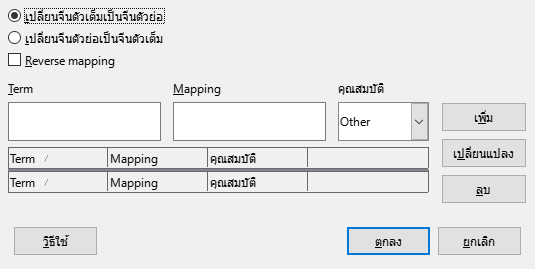 เปลี่ยนจีนตัวเต็มเป็นจีนตัวย่อ
เปลี่ยนจีนตัวย่อเป็นจีนตัวเต็ม
Reverse mapping
Term Mapping คุณสมบัติ
Other
เพิ่ม
Term / Mapping คุณสมบัติ
เปลี่ยนแปลง
Term / Mapping คุณสมบัติ
ลบ
วิธีใช้ ตกลง ยกเลิก